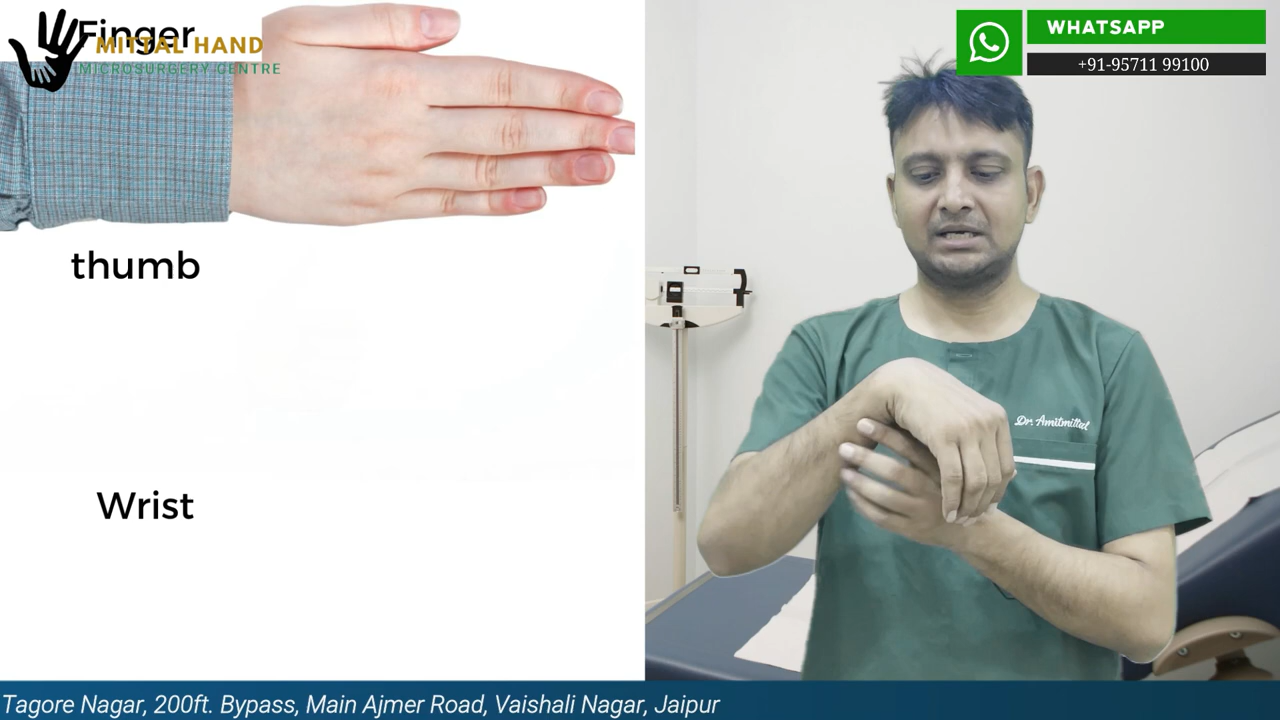 Finger
MITTAL HAND
MICROSURGERY CENTRE
thumb
Wrist
WHATSAPP
+91-95711 99100
Dr. Amitmittal
Tagore Nagar, 200ft. Bypass, Main Ajmer Road, Vaishali Nagar, Jaipur